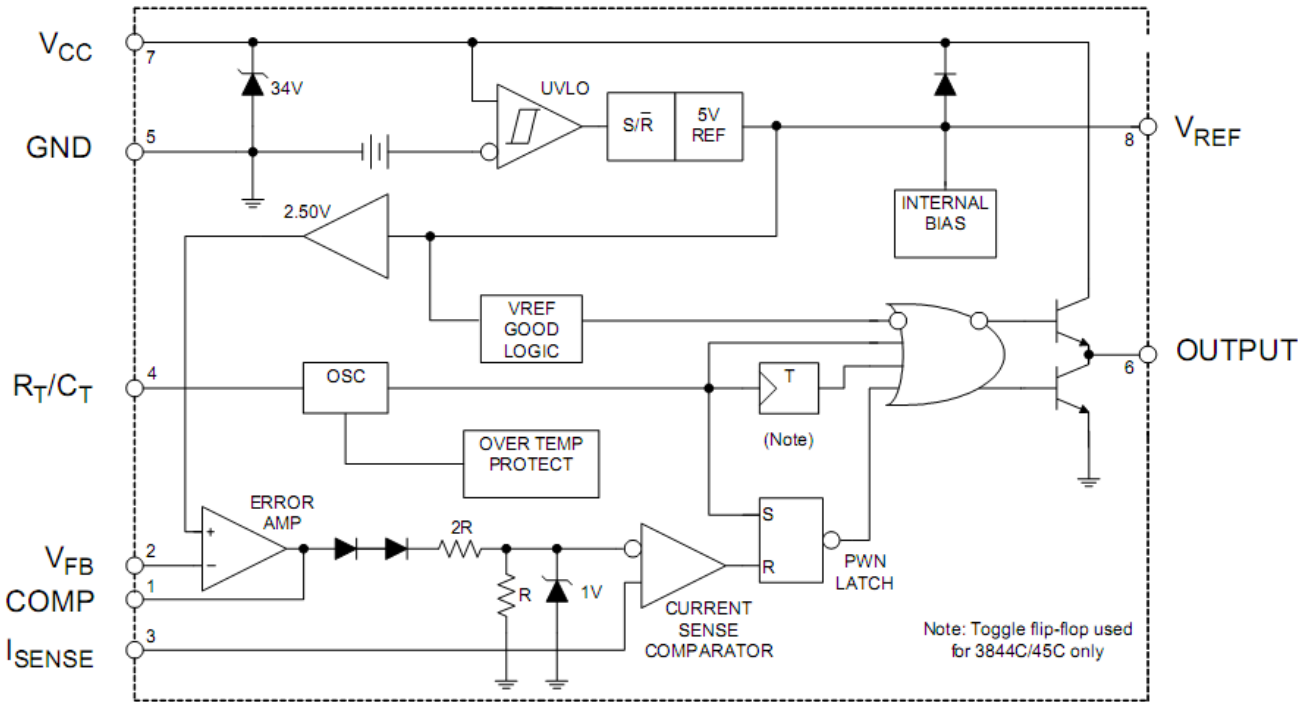 VCC
7
34V
UVLO
GND
5
S/R̅
5V
REF
8
VREF
2.50V
INTERNAL
BIAS
VREF
GOOD
LOGIC
OUTPUT
6
RT/CT
4
OSC
T
(Note)
OVER TEMP
PROTECT
ERROR
AMP
+
−
VFB
2
COMP
1
2R
R
1V
S
R
PWN
LATCH
CURRENT
SENSE
COMPARATOR
ISENSE
3
Note: Toggle flip-flop used
for 3844C/45C only